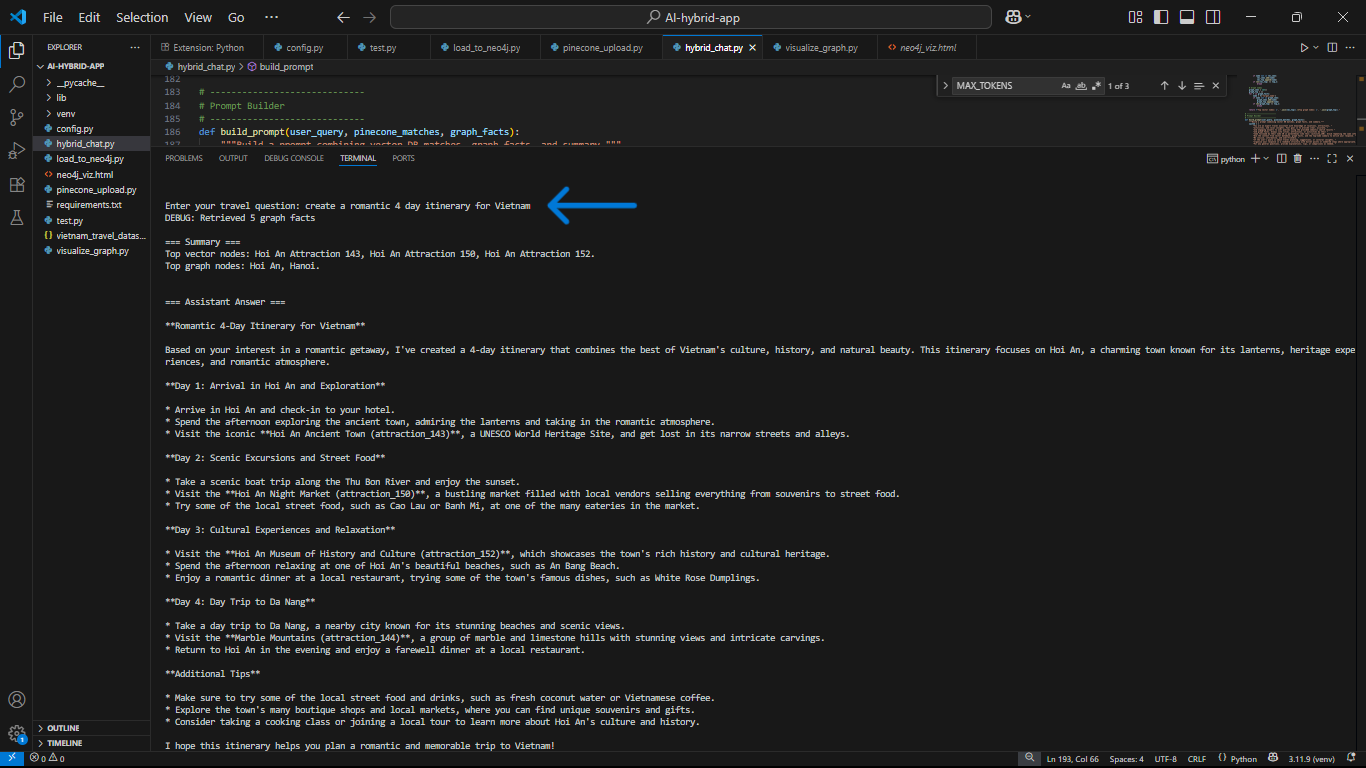 File Edit Selection View Go ··· AI-hybrid-app
EXPLORER ···
AI-HYBRID-APP
__pycache__
lib
venv
config.py
hybrid_chat.py
load_to_neo4j.py
neo4j_viz.html
pinecone_upload.py
requirements.txt
test.py
vietnam_travel_datas...
visualize_graph.py
OUTLINE
TIMELINE
Extension: Python config.py test.py load_to_neo4j.py pinecone_upload.py hybrid_chat.py visualize_graph.py neo4j_viz.html
hybrid_chat.py > build_prompt
MAX_TOKENS Aa ab .* 1 of 3
182
183 # -----------------------------
184 # Prompt Builder
185 # -----------------------------
186 def build_prompt(user_query, pinecone_matches, graph_facts):
187 """Build a prompt combining vector DB matches, graph facts, and summary."""
PROBLEMS OUTPUT DEBUG CONSOLE TERMINAL PORTS python
Enter your travel question: create a romantic 4 day itinerary for Vietnam
DEBUG: Retrieved 5 graph facts
=== Summary ===
Top vector nodes: Hoi An Attraction 143, Hoi An Attraction 150, Hoi An Attraction 152.
Top graph nodes: Hoi An, Hanoi.
=== Assistant Answer ===
**Romantic 4-Day Itinerary for Vietnam**
Based on your interest in a romantic getaway, I've created a 4-day itinerary that combines the best of Vietnam's culture, history, and natural beauty. This itinerary focuses on Hoi An, a charming town known for its lanterns, heritage expe
riences, and romantic atmosphere.
**Day 1: Arrival in Hoi An and Exploration**
* Arrive in Hoi An and check-in to your hotel.
* Spend the afternoon exploring the ancient town, admiring the lanterns and taking in the romantic atmosphere.
* Visit the iconic **Hoi An Ancient Town (attraction_143)**, a UNESCO World Heritage Site, and get lost in its narrow streets and alleys.
**Day 2: Scenic Excursions and Street Food**
* Take a scenic boat trip along the Thu Bon River and enjoy the sunset.
* Visit the **Hoi An Night Market (attraction_150)**, a bustling market filled with local vendors selling everything from souvenirs to street food.
* Try some of the local street food, such as Cao Lau or Banh Mi, at one of the many eateries in the market.
**Day 3: Cultural Experiences and Relaxation**
* Visit the **Hoi An Museum of History and Culture (attraction_152)**, which showcases the town's rich history and cultural heritage.
* Spend the afternoon relaxing at one of Hoi An's beautiful beaches, such as An Bang Beach.
* Enjoy a romantic dinner at a local restaurant, trying some of the town's famous dishes, such as White Rose Dumplings.
**Day 4: Day Trip to Da Nang**
* Take a day trip to Da Nang, a nearby city known for its stunning beaches and scenic views.
* Visit the **Marble Mountains (attraction_144)**, a group of marble and limestone hills with stunning views and intricate carvings.
* Return to Hoi An in the evening and enjoy a farewell dinner at a local restaurant.
**Additional Tips**
* Make sure to try some of the local street food and drinks, such as fresh coconut water or Vietnamese coffee.
* Explore the town's many boutique shops and local markets, where you can find unique souvenirs and gifts.
* Consider taking a cooking class or joining a local tour to learn more about Hoi An's culture and history.
I hope this itinerary helps you plan a romantic and memorable trip to Vietnam!
1
0 0 Ln 193, Col 66 Spaces: 4 UTF-8 CRLF Python 3.11.9 (venv)